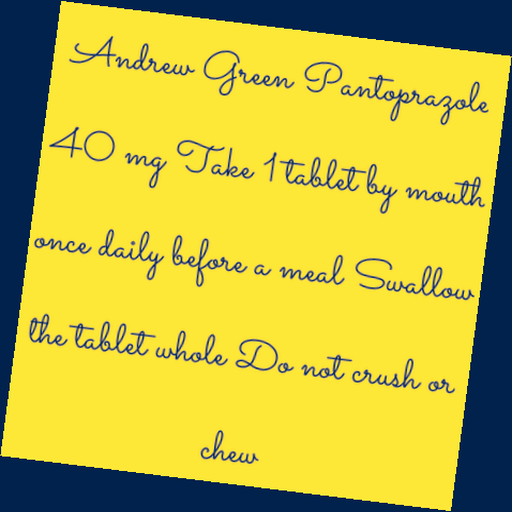 Andrew Green Pantoprazole
40 mg Take 1 tablet by mouth
once daily before a meal Swallow
the tablet whole Do not crush or
chew